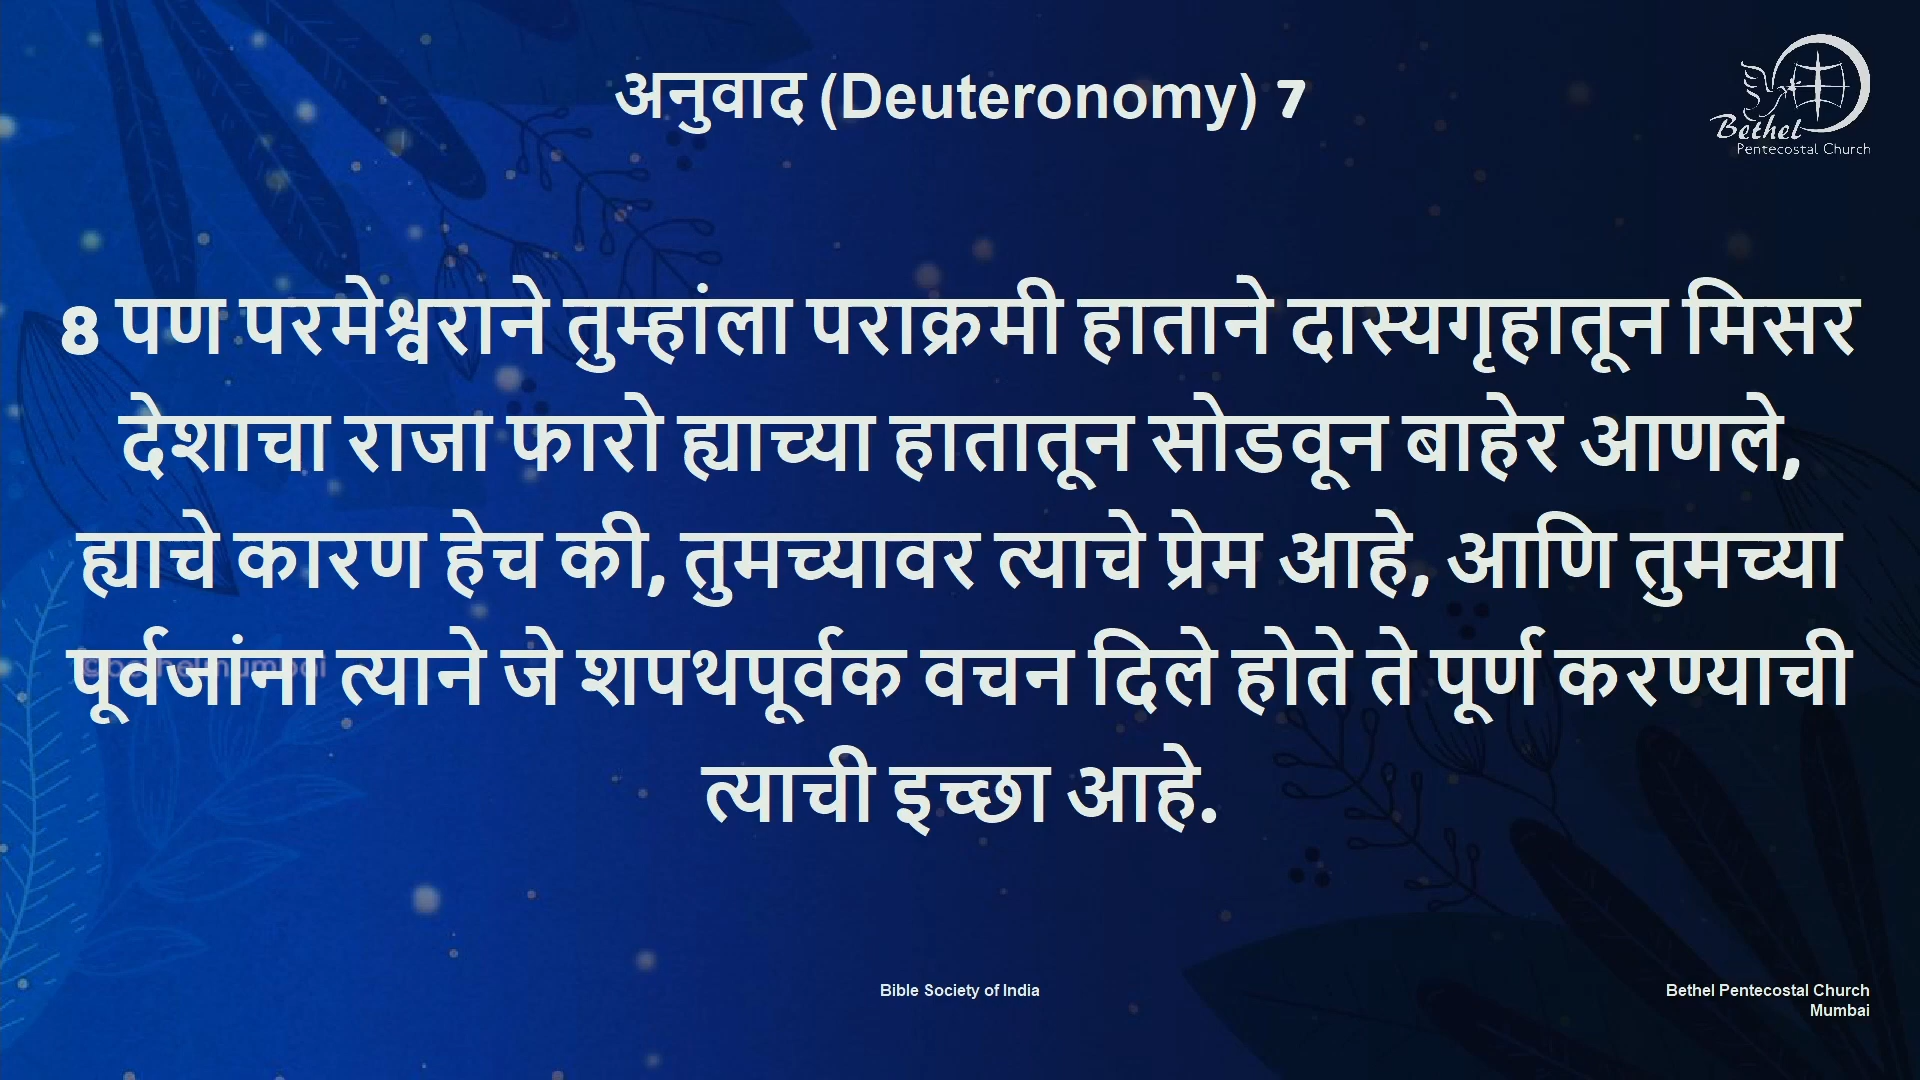 अनुवाद (Deuteronomy) 7
Bethel
Pentecostal Church
8 पण परमेश्वराने तुम्हांला पराक्रमी हाताने दास्यगृहातून मिसर
देशाचा राजा फारो ह्याच्या हातातून सोडवून बाहेर आणले,
ह्याचे कारण हेच की, तुमच्यावर त्याचे प्रेम आहे, आणि तुमच्या
पूर्वजांना त्याने जे शपथपूर्वक वचन दिले होते ते पूर्ण करण्याची
त्याची इच्छा आहे.
©bethelmumbai
Bible Society of India
Bethel Pentecostal Church
Mumbai